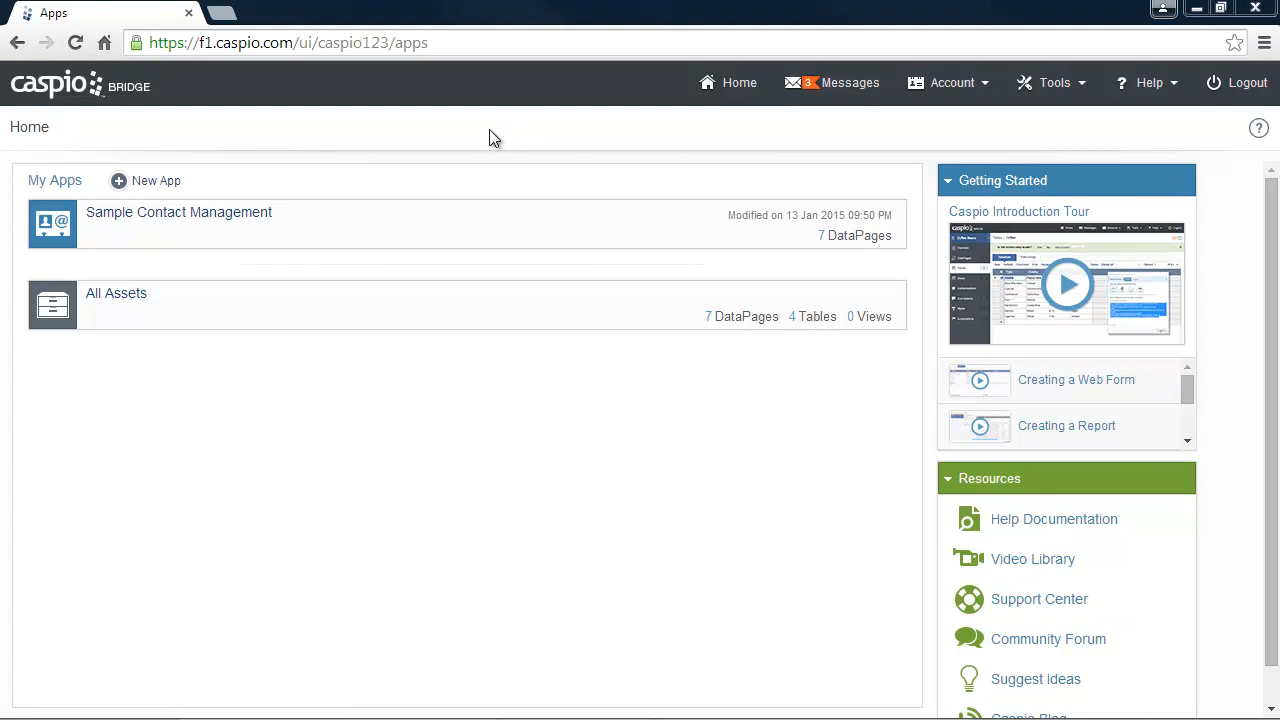 Apps
https://f1.caspio.com/ui/caspio123/apps
caspio BRIDGE
Home
3 Messages
Account
Tools
? Help
Logout
Home
?
My Apps
New App
Sample Contact Management
Modified on 13 Jan 2015 09:50 PM
7 DataPages
All Assets
7 DataPages 4 Tables 0 Views
Getting Started
Caspio Introduction Tour
Creating a Web Form
Creating a Report
Resources
Help Documentation
Video Library
Support Center
Community Forum
Suggest Ideas
Caspio Blog